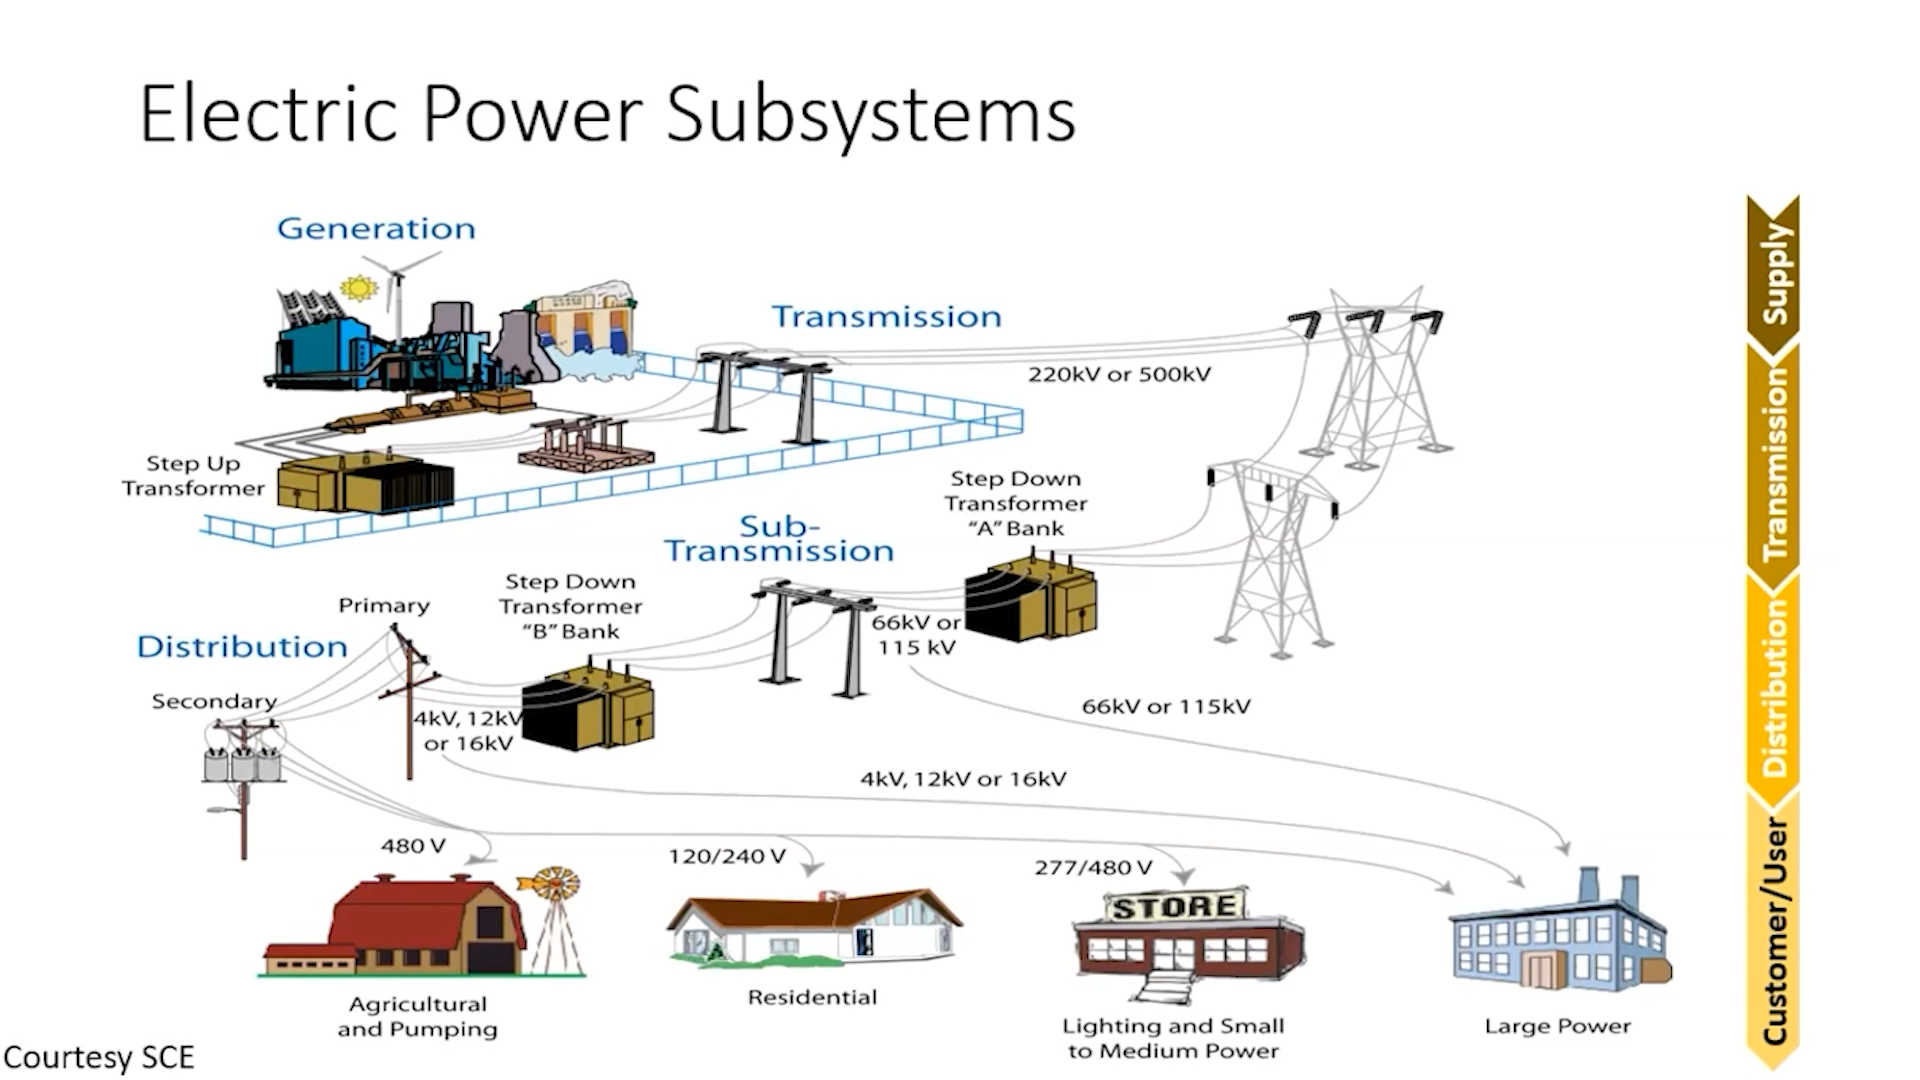 Electric Power Subsystems
Generation
Transmission
220kV or 500kV
Step Up
Transformer
Step Down
Transformer
“A” Bank
Sub-
Transmission
66kV or
115 kV
Step Down
Transformer
“B” Bank
Primary
Distribution
Secondary
4kV, 12kV
or 16kV
66kV or 115kV
4kV, 12kV or 16kV
480 V
120/240 V
277/480 V
STORE
Agricultural
and Pumping
Residential
Lighting and Small
to Medium Power
Large Power
Supply
Transmission
Distribution
Customer/User
Courtesy SCE